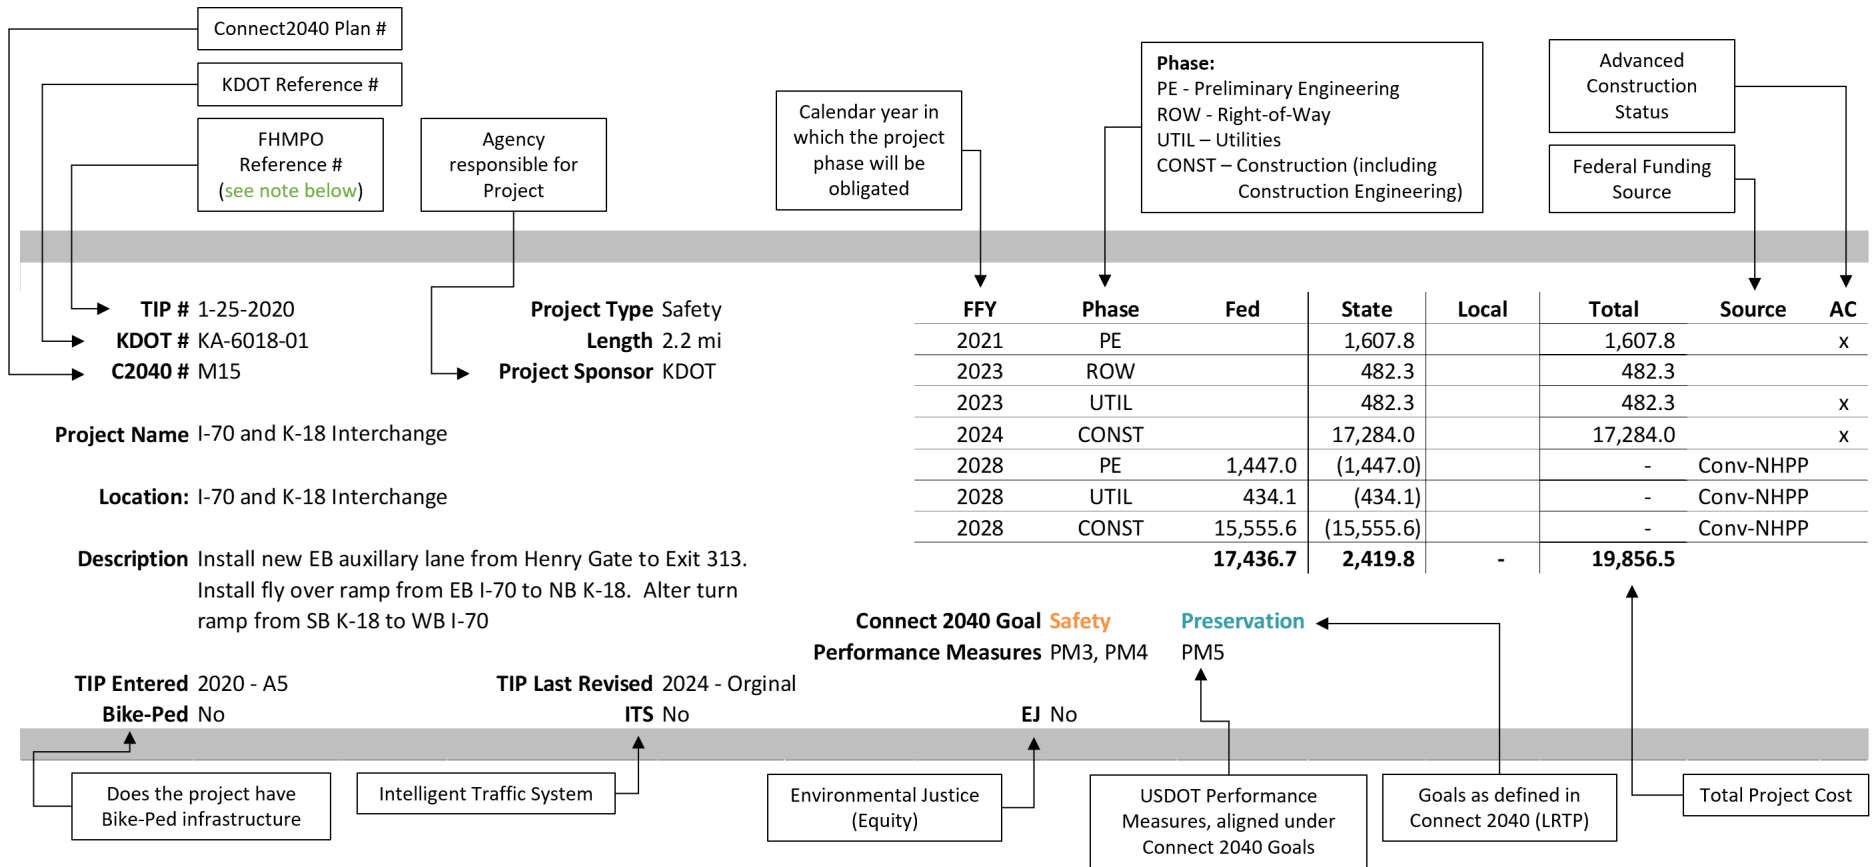 Connect2040 Plan #
KDOT Reference #
FHMPO
Reference #
(see note below)
Agency
responsible for
Project
Calendar year in
which the project
phase will be
obligated
Phase:
PE - Preliminary Engineering
ROW - Right-of-Way
UTIL – Utilities
CONST – Construction (including
Construction Engineering)
Advanced
Construction
Status
Federal Funding
Source
TIP # 1-25-2020
KDOT # KA-6018-01
C2040 # M15
Project Type Safety
Length 2.2 mi
Project Sponsor KDOT
Project Name I-70 and K-18 Interchange
Location: I-70 and K-18 Interchange
Description Install new EB auxillary lane from Henry Gate to Exit 313.
Install fly over ramp from EB I-70 to NB K-18. Alter turn
ramp from SB K-18 to WB I-70
FFY Phase Fed State Local Total Source AC
2021 PE 1,607.8 1,607.8 x
2023 ROW 482.3 482.3
2023 UTIL 482.3 482.3 x
2024 CONST 17,284.0 17,284.0 x
2028 PE 1,447.0 (1,447.0) - Conv-NHPP
2028 UTIL 434.1 (434.1) - Conv-NHPP
2028 CONST 15,555.6 (15,555.6) - Conv-NHPP
17,436.7 2,419.8 - 19,856.5
Connect 2040 Goal Safety Preservation
Performance Measures PM3, PM4 PM5
TIP Entered 2020 - A5
TIP Last Revised 2024 - Orginal
Bike-Ped No
ITS No
EJ No
Does the project have
Bike-Ped infrastructure
Intelligent Traffic System
Environmental Justice
(Equity)
USDOT Performance
Measures, aligned under
Connect 2040 Goals
Goals as defined in
Connect 2040 (LRTP)
Total Project Cost